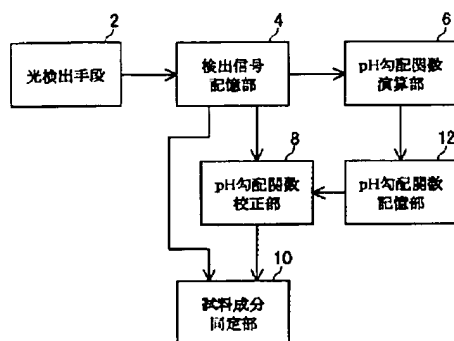 2
光検出手段
4
検出信号
記憶部
6
pH勾配関数
演算部
8
pH勾配関数
校正部
12
pH勾配関数
記憶部
10
試料成分
同定部